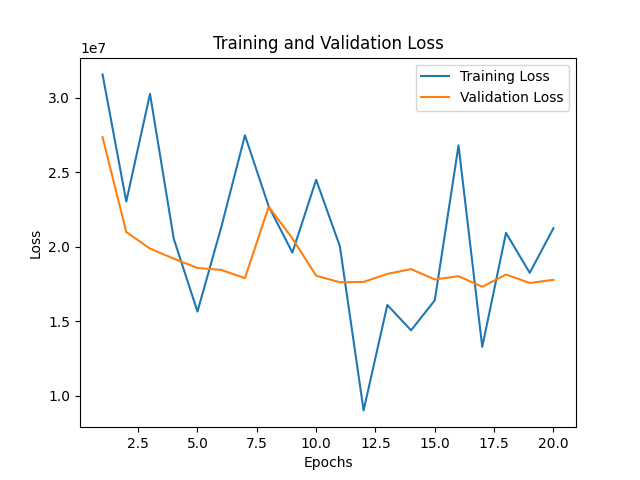 Training and Validation Loss
1e7
Training Loss
Validation Loss
3.0
2.5
2.0
1.5
1.0
Loss
2.5 5.0 7.5 10.0 12.5 15.0 17.5 20.0
Epochs